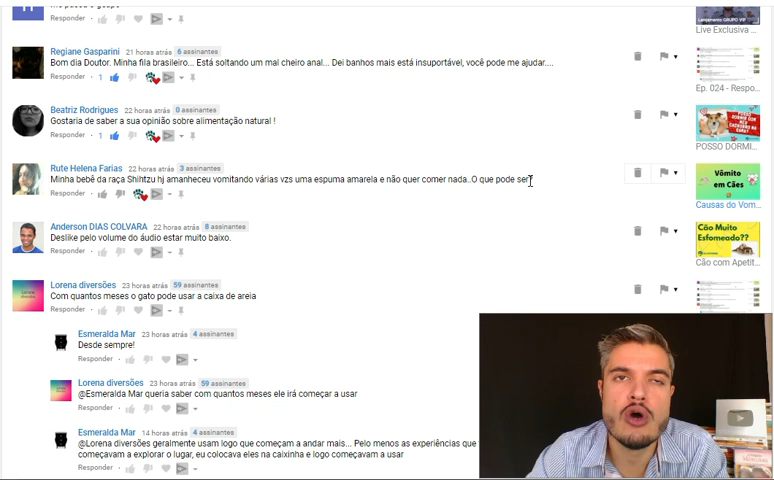 Responder
Live Exclusiva ...
Regiane Gasparini 21 horas atrás 6 assinantes
Bom dia Doutor. Minha fila brasileiro... Está soltando um mal cheiro anal... Dei banhos mais está insuportável, você pode me ajudar....
Responder · 1
Ep. 024 - Respo...
Beatriz Rodrigues 22 horas atrás 0 assinantes
Gostaria de saber a sua opinião sobre alimentação natural !
Responder · 1
POSSO DORMI...
Rute Helena Farias 22 horas atrás 3 assinantes
Minha bebê da raça Shihtzu hj amanheceu vomitando várias vzs uma espuma amarela e não quer comer nada..O que pode ser?
Responder ·
Vômito
em Cães
Causas do Vom...
Anderson DIAS COLVARA 22 horas atrás 8 assinantes
Deslike pelo volume do áudio estar muito baixo.
Responder ·
Cão Muito
Esfomeado??
Cão com Apetit...
Lorena diversões 22 horas atrás 59 assinantes
Com quantos meses o gato pode usar a caixa de areia
Responder ·
Esmeralda Mar 23 horas atrás 4 assinantes
Desde sempre!
Responder ·
Lorena diversões 23 horas atrás 59 assinantes
@Esmeralda Mar queria saber com quantos meses ele irá começar a usar
Responder ·
Esmeralda Mar 14 horas atrás 4 assinantes
@Lorena diversões geralmente usam logo que começam a andar mais... Pelo menos as experiências que
começavam a explorar o lugar, eu colocava eles na caixinha e logo começavam a usar
Responder ·